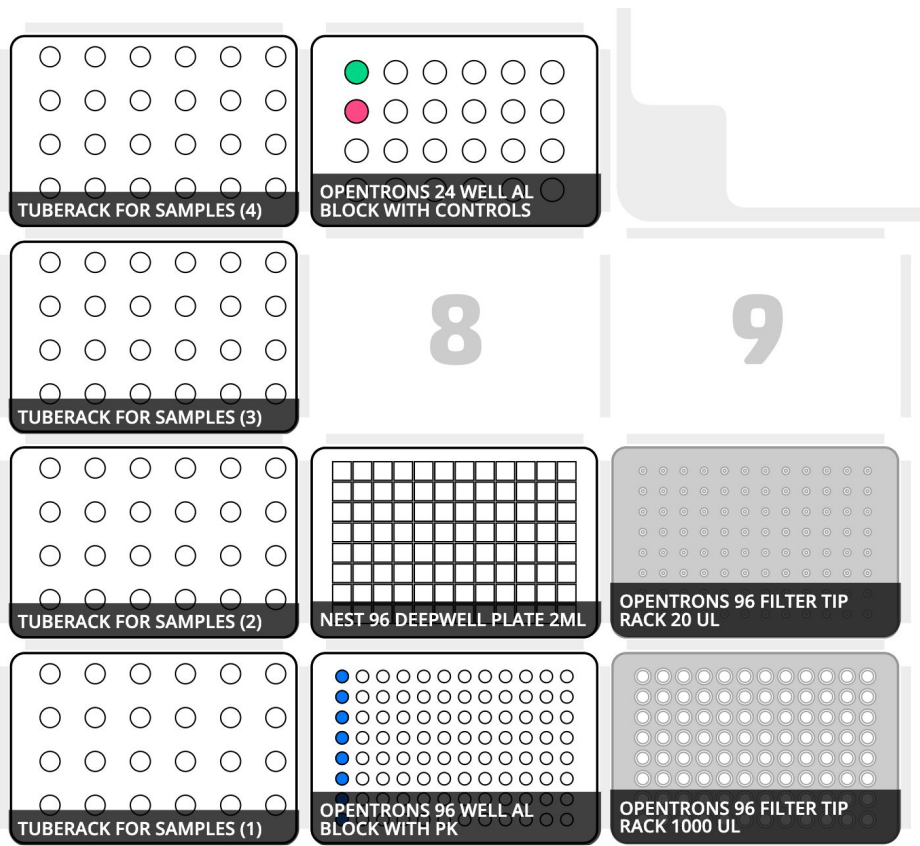 TUBERACK FOR SAMPLES (4)
OPENTRONS 24 WELL AL
BLOCK WITH CONTROLS
TUBERACK FOR SAMPLES (3)
8
9
TUBERACK FOR SAMPLES (2)
NEST 96 DEEPWELL PLATE 2ML
OPENTRONS 96 FILTER TIP
RACK 20 UL
TUBERACK FOR SAMPLES (1)
OPENTRONS 96 WELL AL
BLOCK WITH PK
OPENTRONS 96 FILTER TIP
RACK 1000 UL